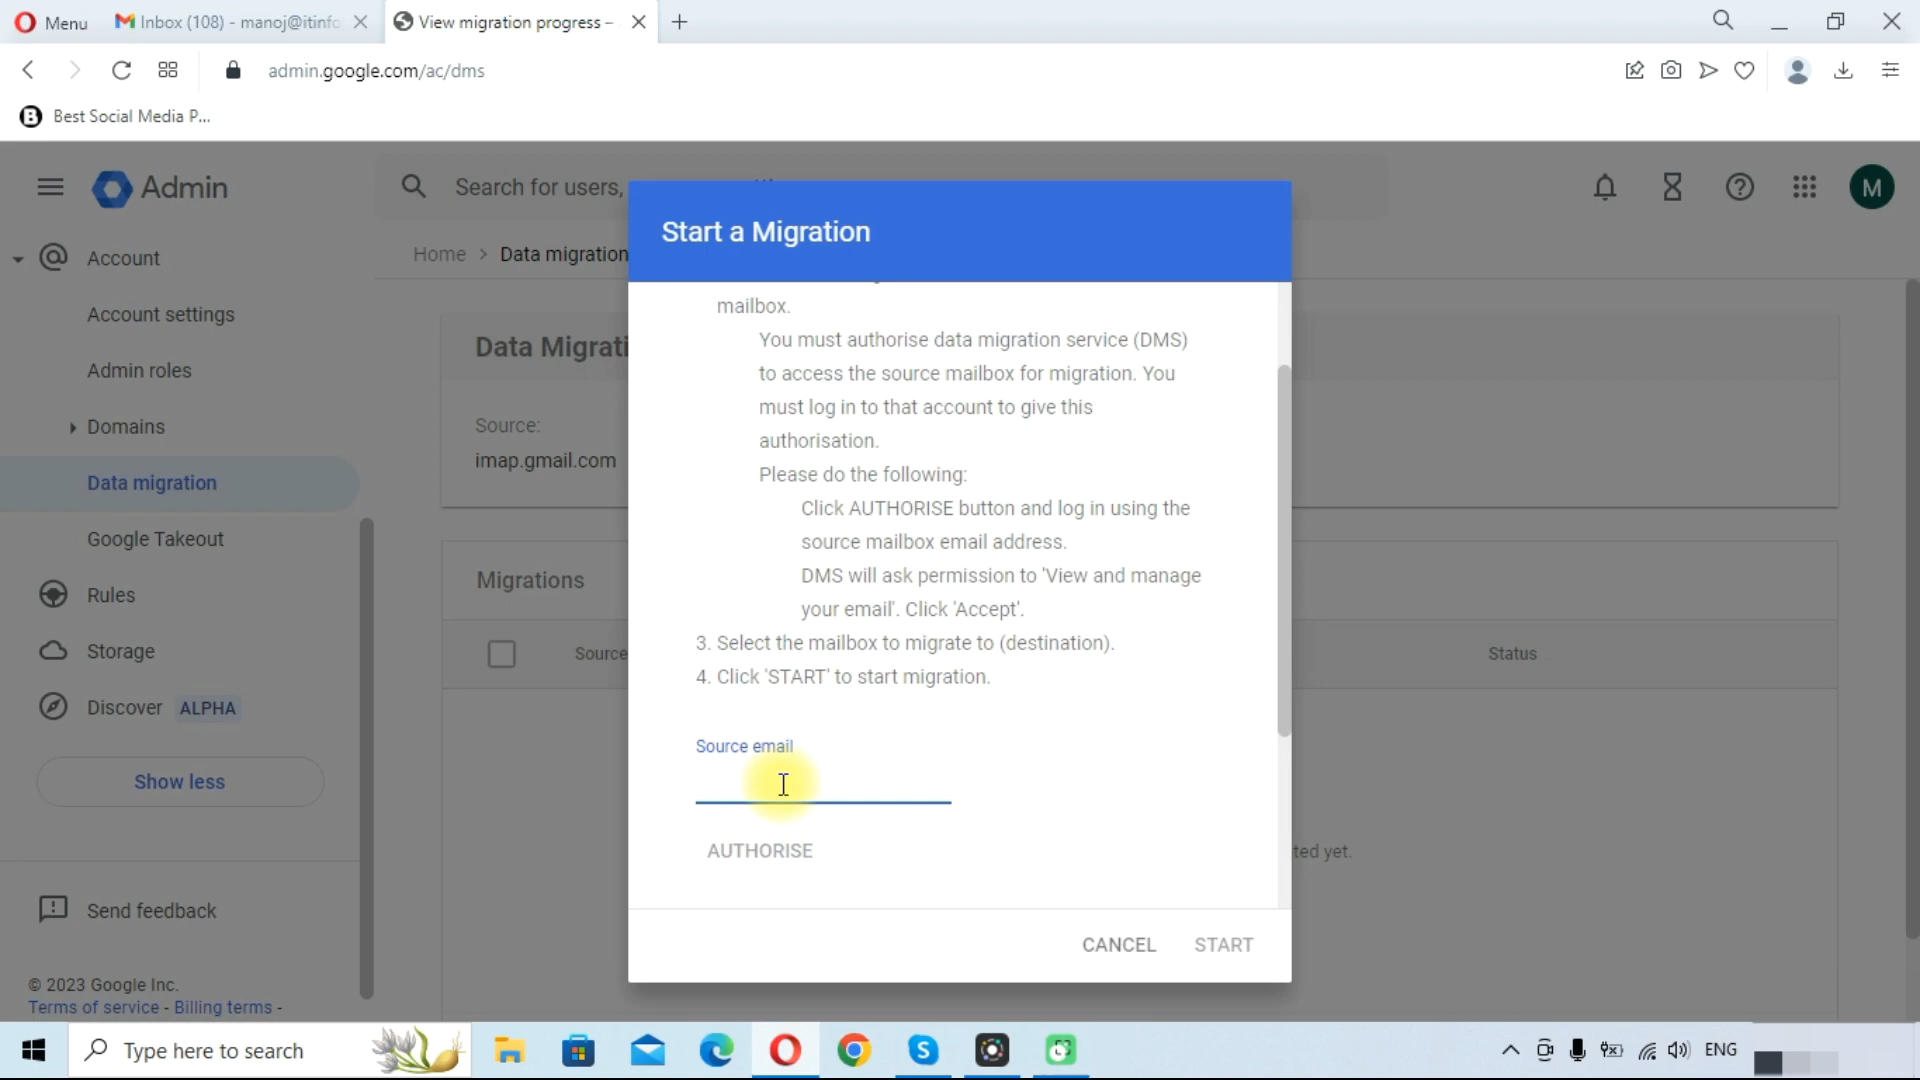 Menu
Inbox (108) - manoj@itinfo
View migration progress –
admin.google.com/ac/dms
Best Social Media P...
Admin
Search for users,
Account
Account settings
Admin roles
Domains
Data migration
Google Takeout
Rules
Storage
Discover ALPHA
Show less
Send feedback
© 2023 Google Inc.
Terms of service - Billing terms -
Home > Data migration
Data Migrati
Source:
imap.gmail.com
Migrations
Source
Status
ted yet.
M
Start a Migration
mailbox.
You must authorise data migration service (DMS)
to access the source mailbox for migration. You
must log in to that account to give this
authorisation.
Please do the following:
Click AUTHORISE button and log in using the
source mailbox email address.
DMS will ask permission to 'View and manage
your email'. Click 'Accept'.
3. Select the mailbox to migrate to (destination).
4. Click 'START' to start migration.
Source email
AUTHORISE
CANCEL START
Type here to search
ENG